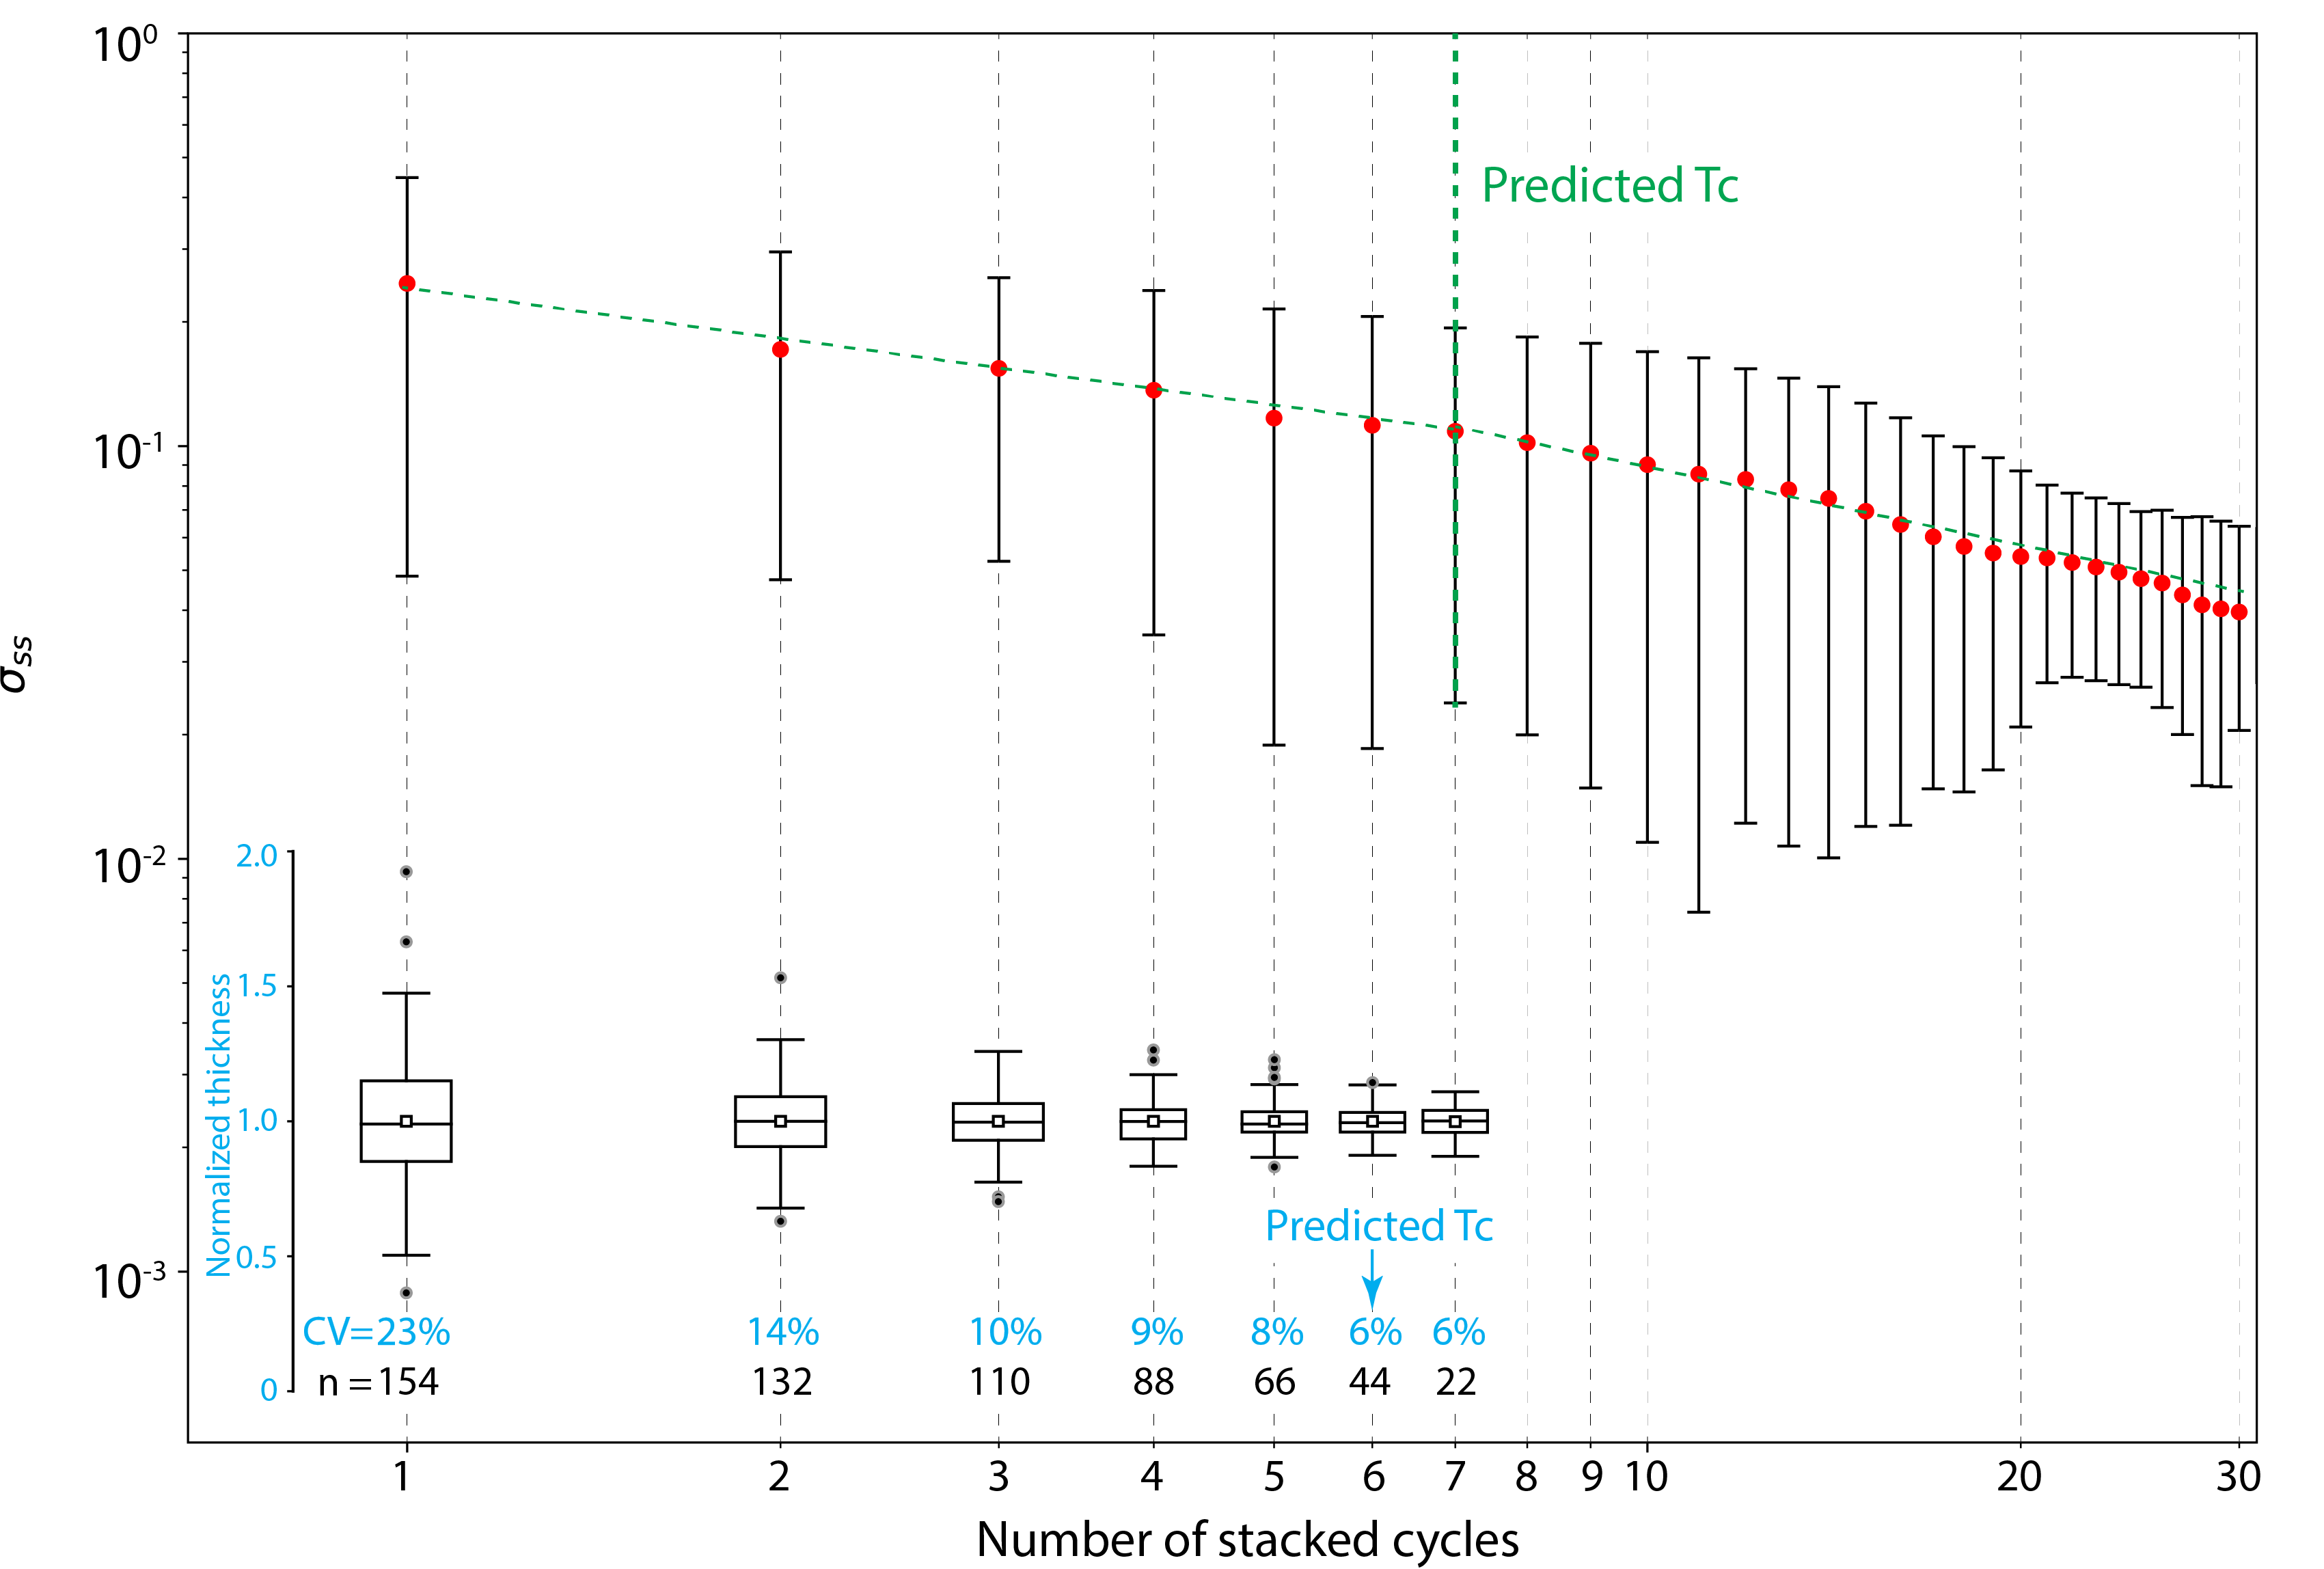 10⁰
Predicted Tc
10⁻¹
σss
10⁻²
2.0
1.5
Normalized thickness
1.0
0.5
0
10⁻³
Predicted Tc
CV=23% 14% 10% 9% 8% 6% 6%
n =154 132 110 88 66 44 22
1 2 3 4 5 6 7 8 9 10 20 30
Number of stacked cycles